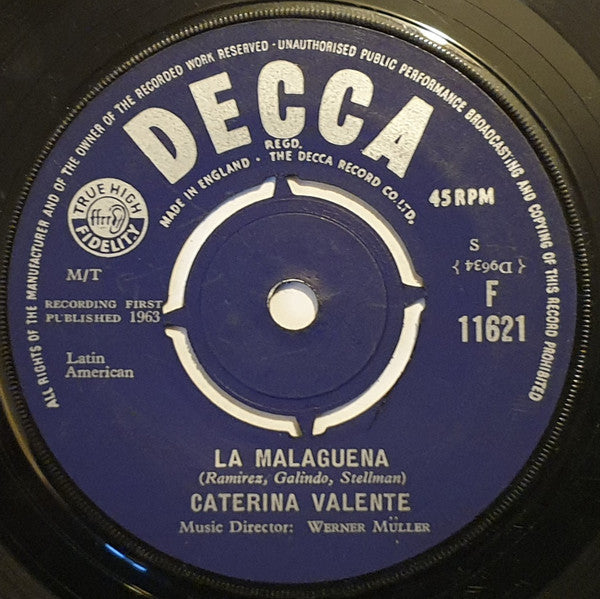 ALL RIGHTS OF THE MANUFACTURER AND OF THE OWNER OF THE RECORDED WORK RESERVED · UNAUTHORISED PUBLIC PERFORMANCE, BROADCASTING AND COPYING OF THIS RECORD PROHIBITED
DECCA
REGD.
MADE IN ENGLAND · THE DECCA RECORD CO. LTD.
TRUE HIGH
ffrr
FIDELITY
45 RPM
S
{ D9634 }
M/T
F
11621
RECORDING FIRST
PUBLISHED 1963
Latin
American
LA MALAGUENA
(Ramirez, Galindo, Stellman)
CATERINA VALENTE
Music Director: WERNER MÜLLER